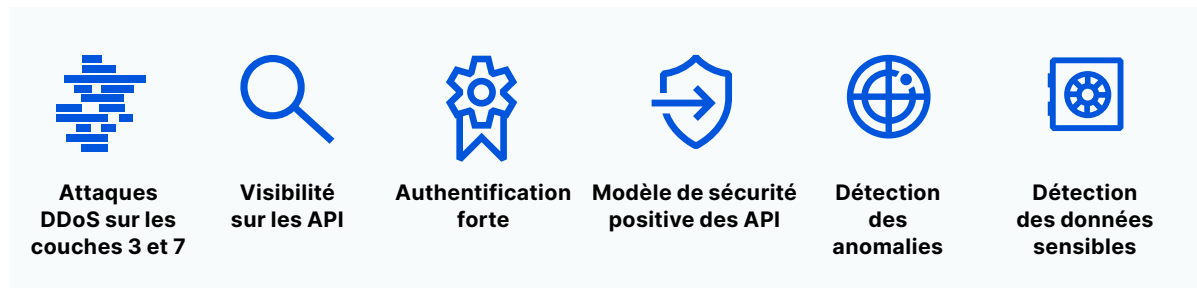 Attaques
DDoS sur les
couches 3 et 7
Visibilité
sur les API
Authentification
forte
Modèle de sécurité
positive des API
Détection
des
anomalies
Détection
des données
sensibles